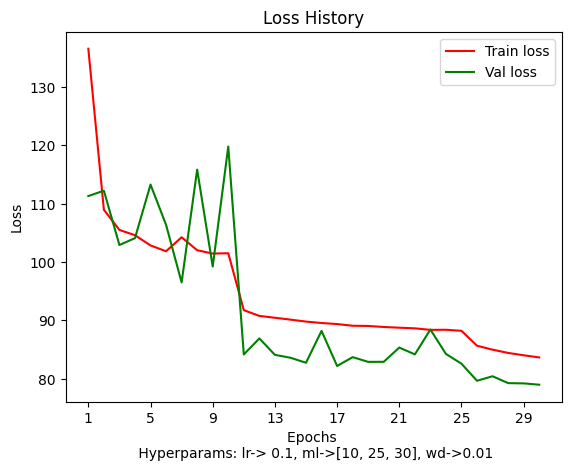 Loss History
Train loss
Val loss
130
120
110
100
90
80
Loss
1 5 9 13 17 21 25 29
Epochs
Hyperparams: lr-> 0.1, ml->[10, 25, 30], wd->0.01